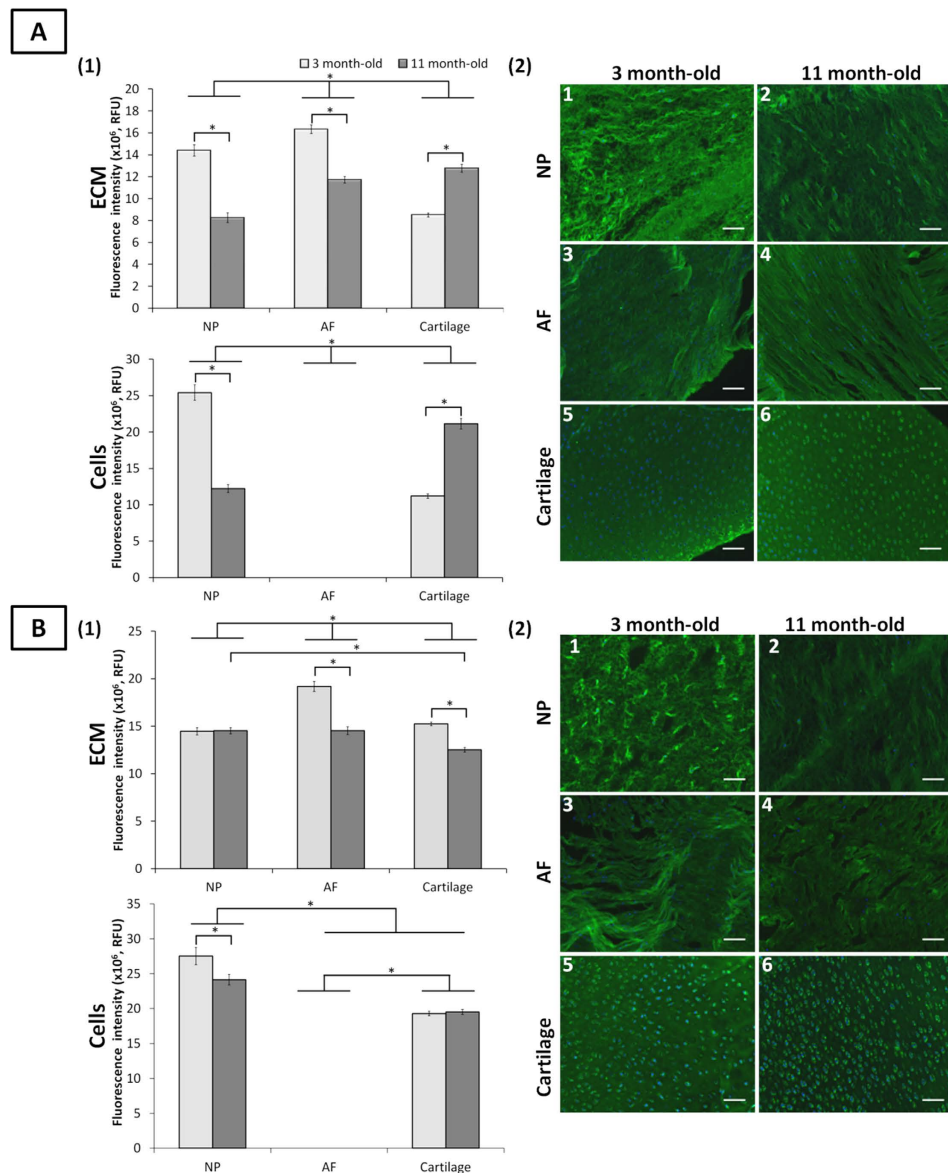 A
(1)
3 month-old 11 month-old
ECM
Fluorescence intensity (x10⁶, RFU)
20
18
16
14
12
10
8
6
4
2
0
*
*
*
*
NP AF Cartilage
Cells
Fluorescence intensity (x10⁶, RFU)
30
25
20
15
10
5
0
*
*
*
NP AF Cartilage
(2)
3 month-old 11 month-old
NP
1 2
AF
3 4
Cartilage
5 6
B
(1)
ECM
Fluorescence intensity (x10⁶, RFU)
25
20
15
10
5
0
*
*
*
*
NP AF Cartilage
Cells
Fluorescence intensity (x10⁶, RFU)
35
30
25
20
15
10
5
0
*
*
*
NP AF Cartilage
(2)
3 month-old 11 month-old
NP
1 2
AF
3 4
Cartilage
5 6